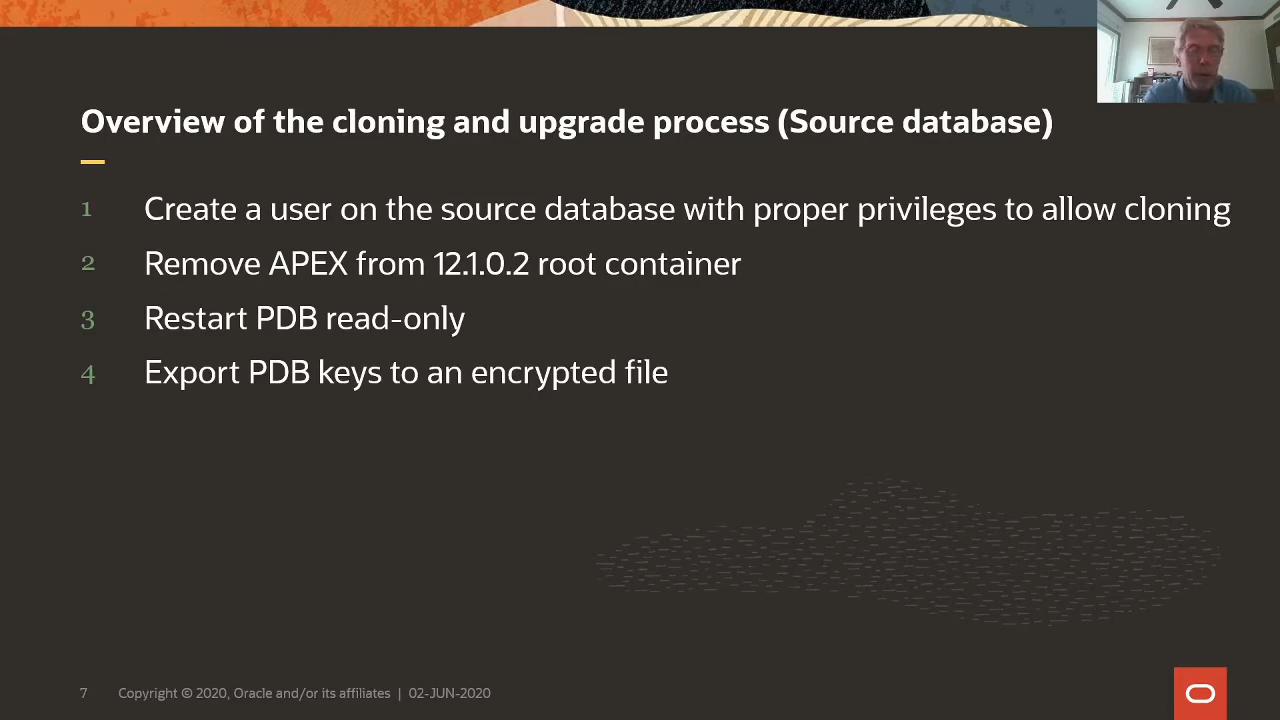 Overview of the cloning and upgrade process (Source database)
1 Create a user on the source database with proper privileges to allow cloning
2 Remove APEX from 12.1.0.2 root container
3 Restart PDB read-only
4 Export PDB keys to an encrypted file
7 Copyright © 2020, Oracle and/or its affiliates | 02-JUN-2020